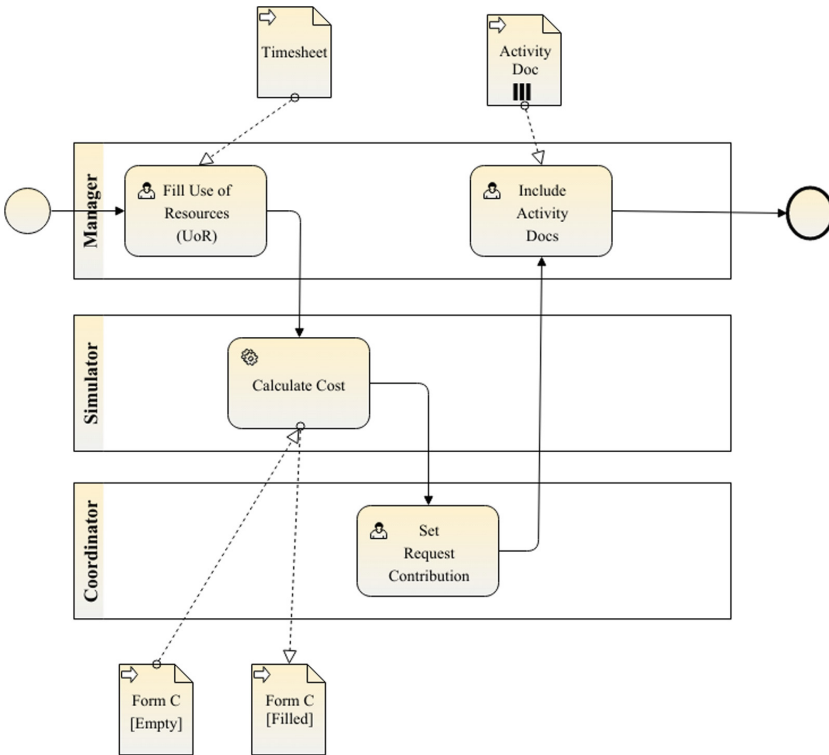 Timesheet
Activity
Doc
Manager
Fill Use of
Resources
(UoR)
Include
Activity
Docs
Simulator
Calculate Cost
Coordinator
Set
Request
Contribution
Form C
[Empty]
Form C
[Filled]